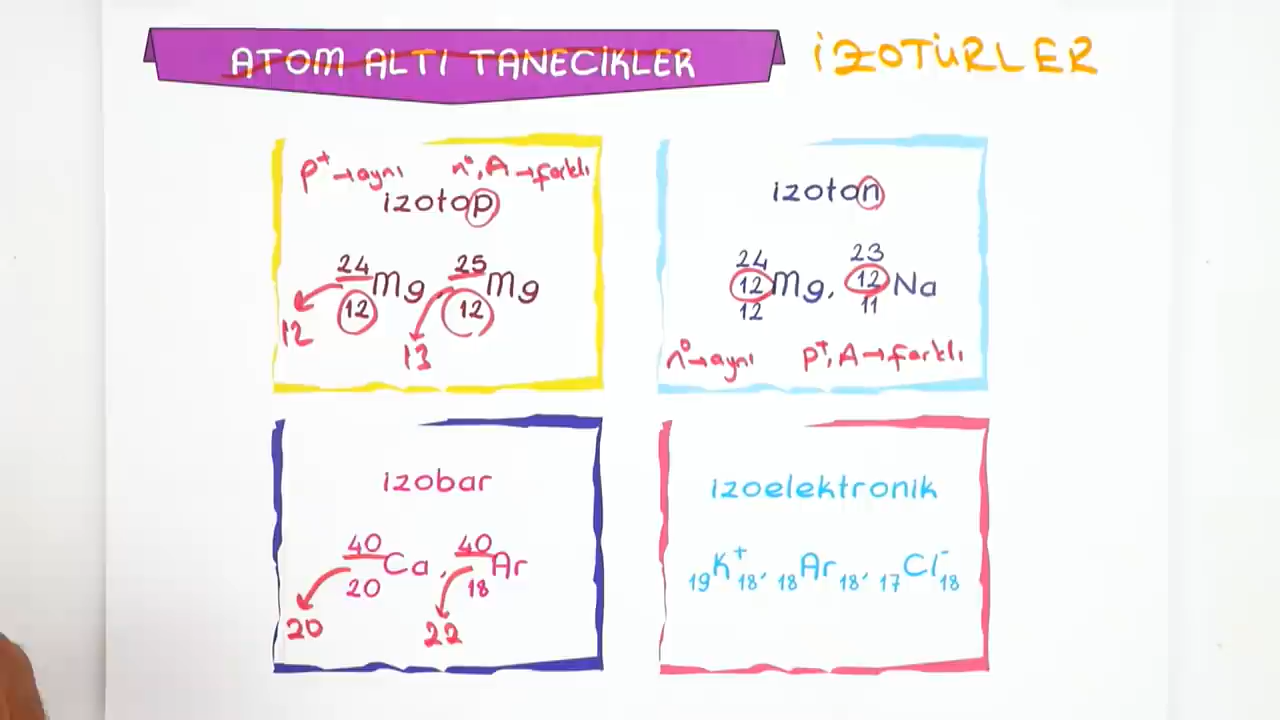 ATOM ALTI TANECİKLER
İZOTÜRLER
p⁺→aynı n⁰, A→farklı
izotop
24 25
Mg, Mg
12 12
12 13
izoton
24 23
12 Mg, 12 Na
12 11
n⁰→aynı p⁺, A→farklı
izobar
40 40
Ca, Ar
20 18
20 22
izoelektronik
₁₉K⁺₁₈, ₁₈Ar₁₈, ₁₇Cl⁻₁₈